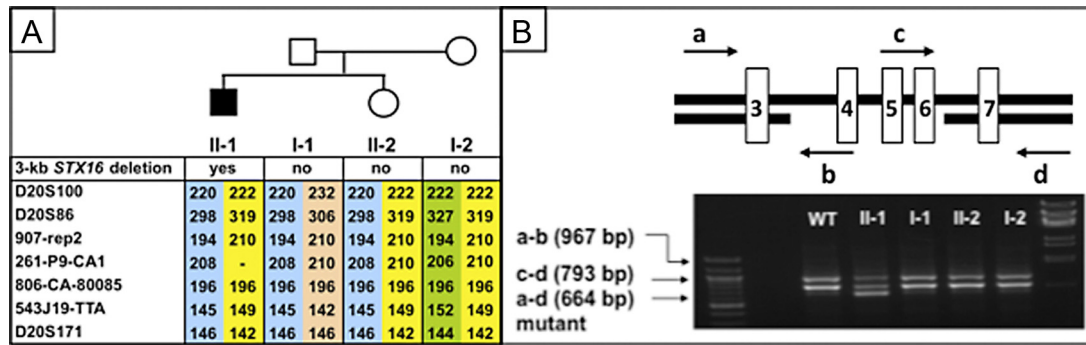 A
II-1 I-1 II-2 I-2
3-kb STX16 deletion yes no no no
D20S100 220 222 220 232 220 222 222 222
D20S86 298 319 298 306 298 319 327 319
907-rep2 194 210 194 210 194 210 194 210
261-P9-CA1 208 - 208 210 208 210 206 210
806-CA-80085 196 196 196 196 196 196 196 196
543J19-TTA 145 149 145 142 145 149 152 149
D20S171 146 142 146 146 146 142 144 142
B
a c
3 4 5 6 7
b d
WT II-1 I-1 II-2 I-2
a-b (967 bp)
c-d (793 bp)
a-d (664 bp)
mutant